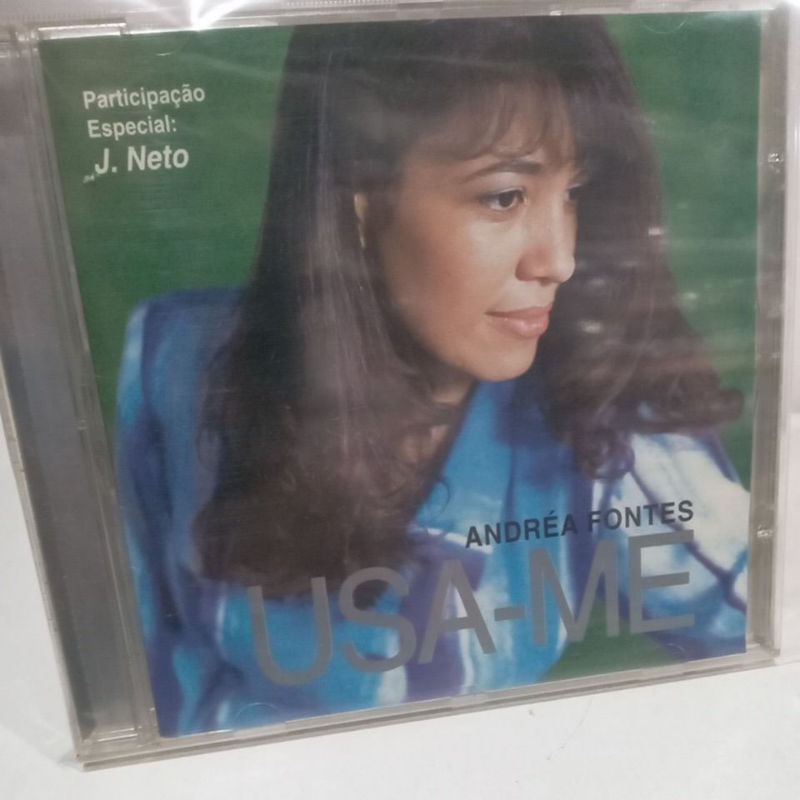 Participação
Especial:
J. Neto
ANDRÉA FONTES
USA-ME